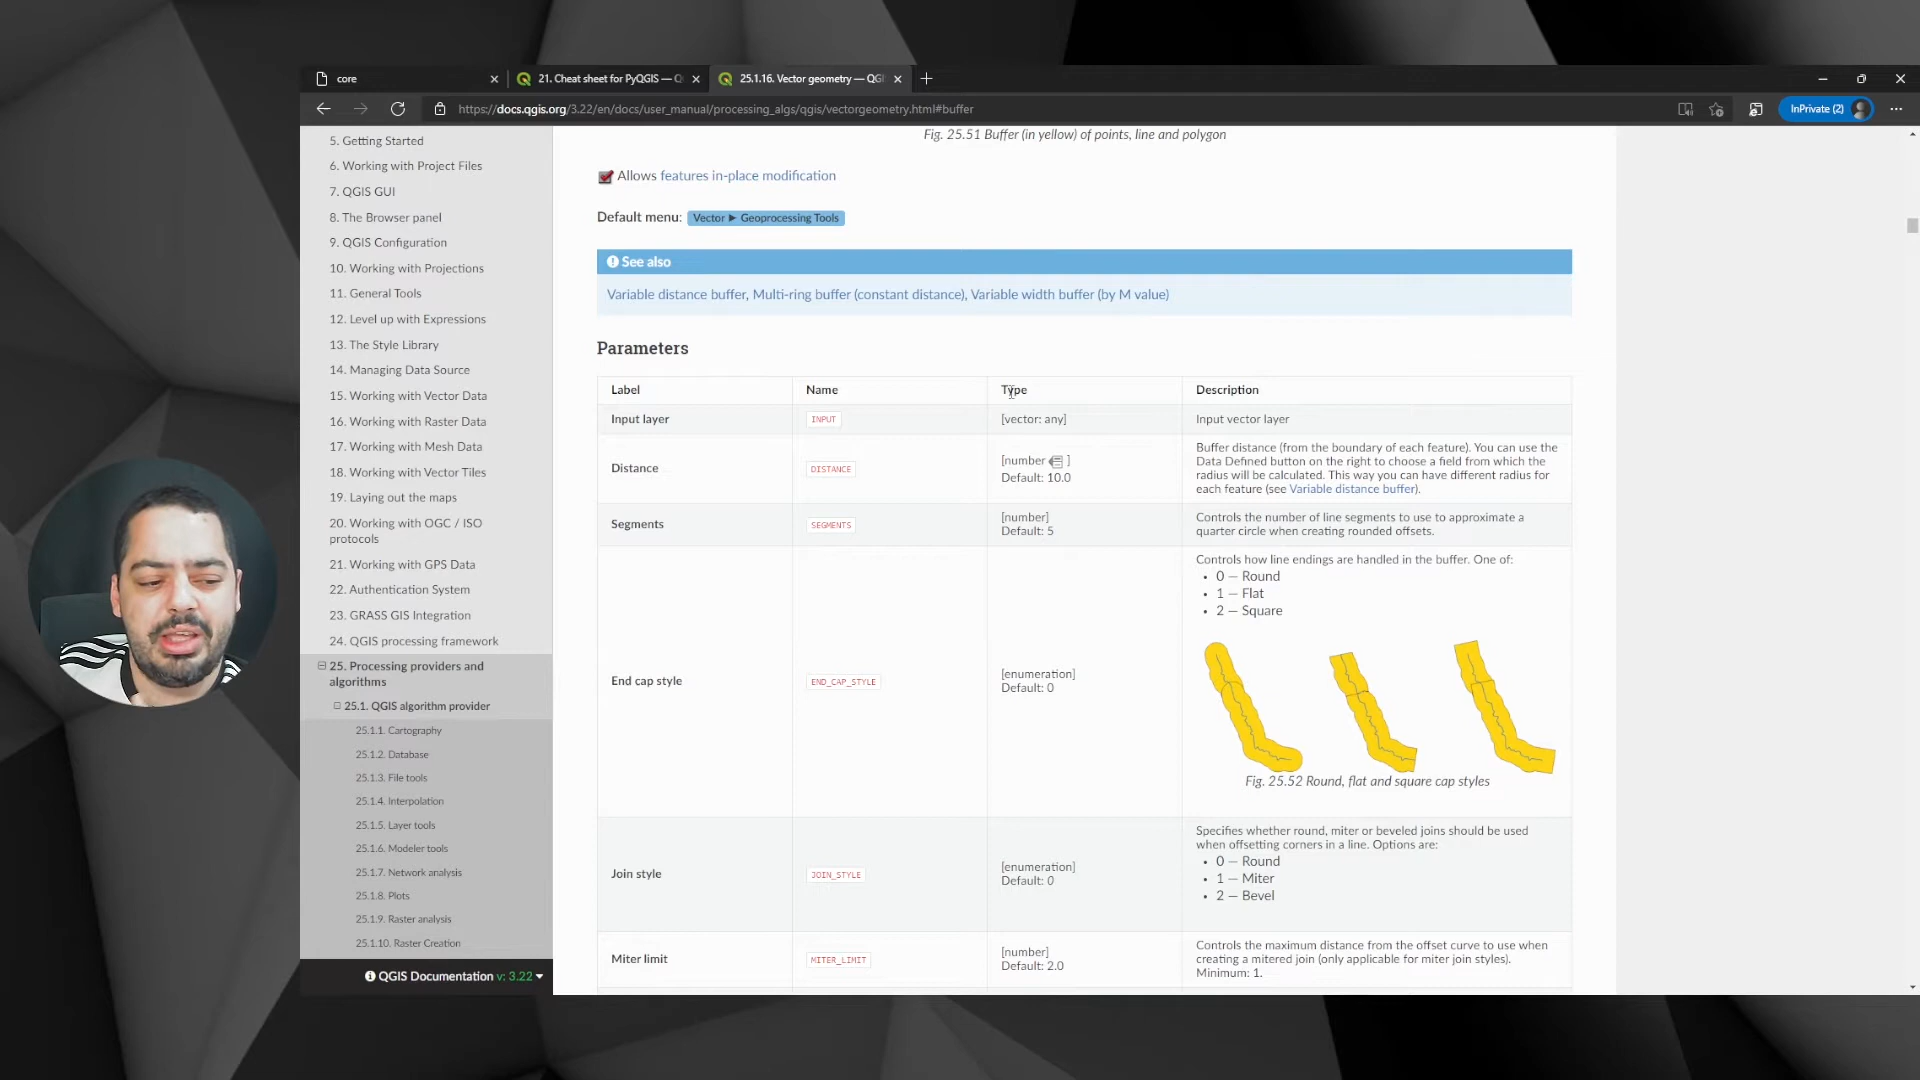 core
21. Cheat sheet for PyQGIS — Q
25.1.16. Vector geometry — QGI
https://docs.qgis.org/3.22/en/docs/user_manual/processing_algs/qgis/vectorgeometry.html#buffer
InPrivate (2)
5. Getting Started
6. Working with Project Files
7. QGIS GUI
8. The Browser panel
9. QGIS Configuration
10. Working with Projections
11. General Tools
12. Level up with Expressions
13. The Style Library
14. Managing Data Source
15. Working with Vector Data
16. Working with Raster Data
17. Working with Mesh Data
18. Working with Vector Tiles
19. Laying out the maps
20. Working with OGC / ISO
protocols
21. Working with GPS Data
22. Authentication System
23. GRASS GIS Integration
24. QGIS processing framework
25. Processing providers and
algorithms
25.1. QGIS algorithm provider
25.1.1. Cartography
25.1.2. Database
25.1.3. File tools
25.1.4. Interpolation
25.1.5. Layer tools
25.1.6. Modeler tools
25.1.7. Network analysis
25.1.8. Plots
25.1.9. Raster analysis
25.1.10. Raster Creation
QGIS Documentation v: 3.22
Fig. 25.51 Buffer (in yellow) of points, line and polygon
Allows features in-place modification
Default menu: Vector ► Geoprocessing Tools
See also
Variable distance buffer, Multi-ring buffer (constant distance), Variable width buffer (by M value)
Parameters
Label Name Type Description
Input layer INPUT [vector: any] Input vector layer
Distance DISTANCE [number ]
Default: 10.0
Buffer distance (from the boundary of each feature). You can use the
Data Defined button on the right to choose a field from which the
radius will be calculated. This way you can have different radius for
each feature (see Variable distance buffer).
Segments SEGMENTS [number]
Default: 5
Controls the number of line segments to use to approximate a
quarter circle when creating rounded offsets.
End cap style END_CAP_STYLE [enumeration]
Default: 0
Controls how line endings are handled in the buffer. One of:
• 0 — Round
• 1 — Flat
• 2 — Square
Fig. 25.52 Round, flat and square cap styles
Join style JOIN_STYLE [enumeration]
Default: 0
Specifies whether round, miter or beveled joins should be used
when offsetting corners in a line. Options are:
• 0 — Round
• 1 — Miter
• 2 — Bevel
Miter limit MITER_LIMIT [number]
Default: 2.0
Controls the maximum distance from the offset curve to use when
creating a mitered join (only applicable for miter join styles).
Minimum: 1.